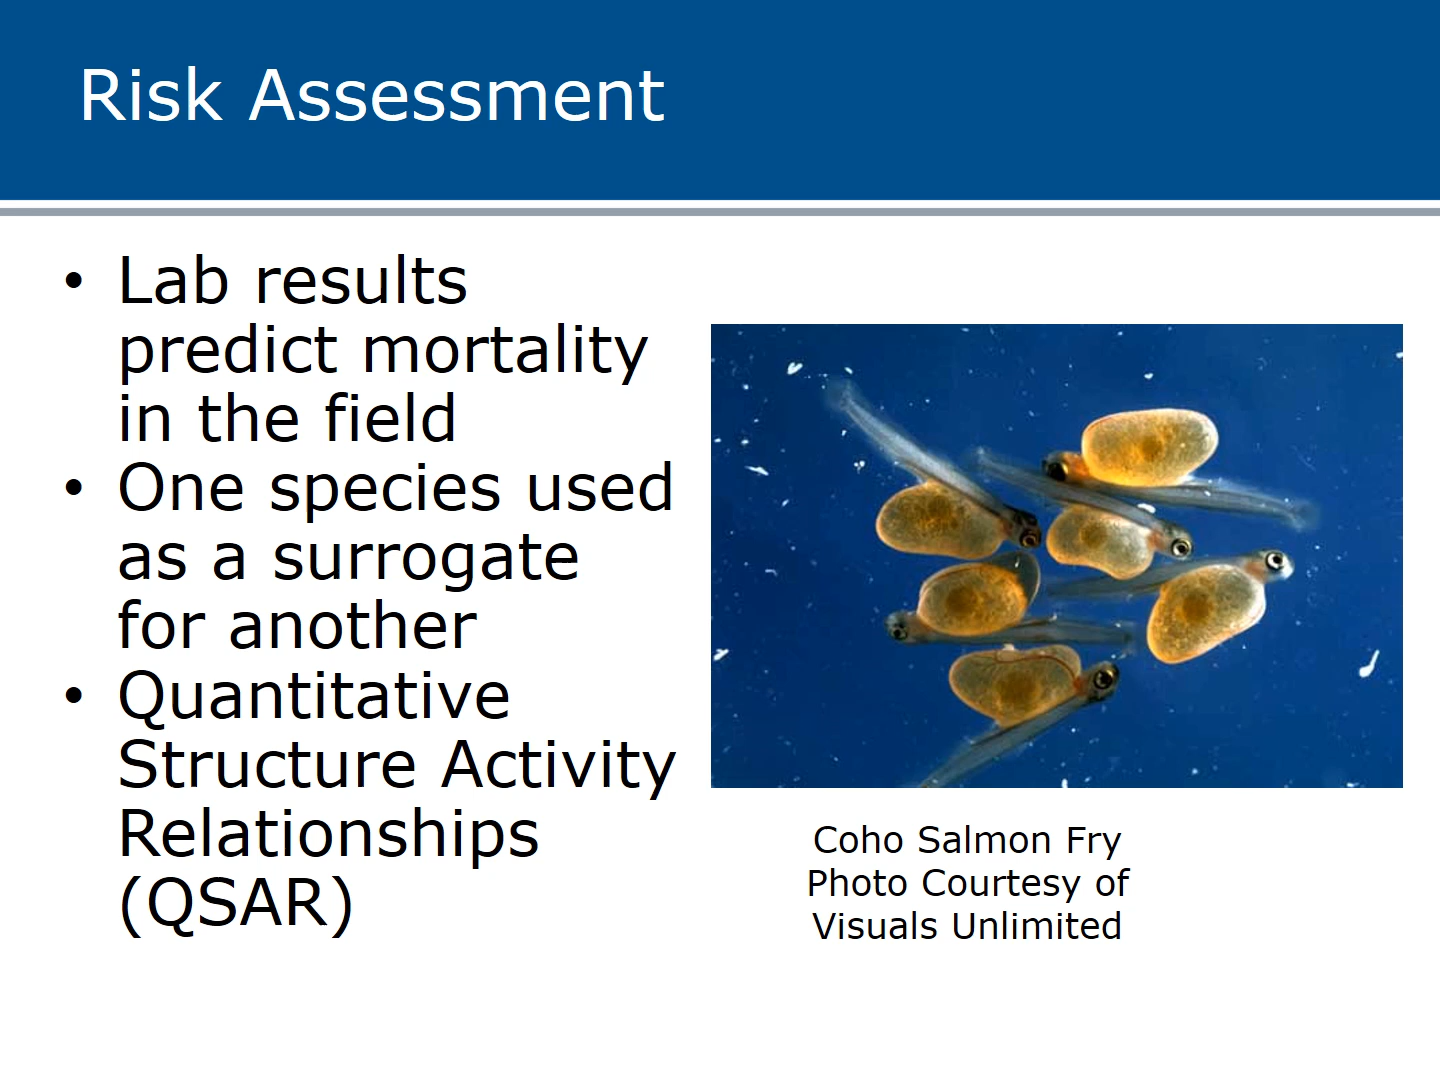 Risk Assessment
• Lab results
predict mortality
in the field
• One species used
as a surrogate
for another
• Quantitative
Structure Activity
Relationships
(QSAR)
Coho Salmon Fry
Photo Courtesy of
Visuals Unlimited